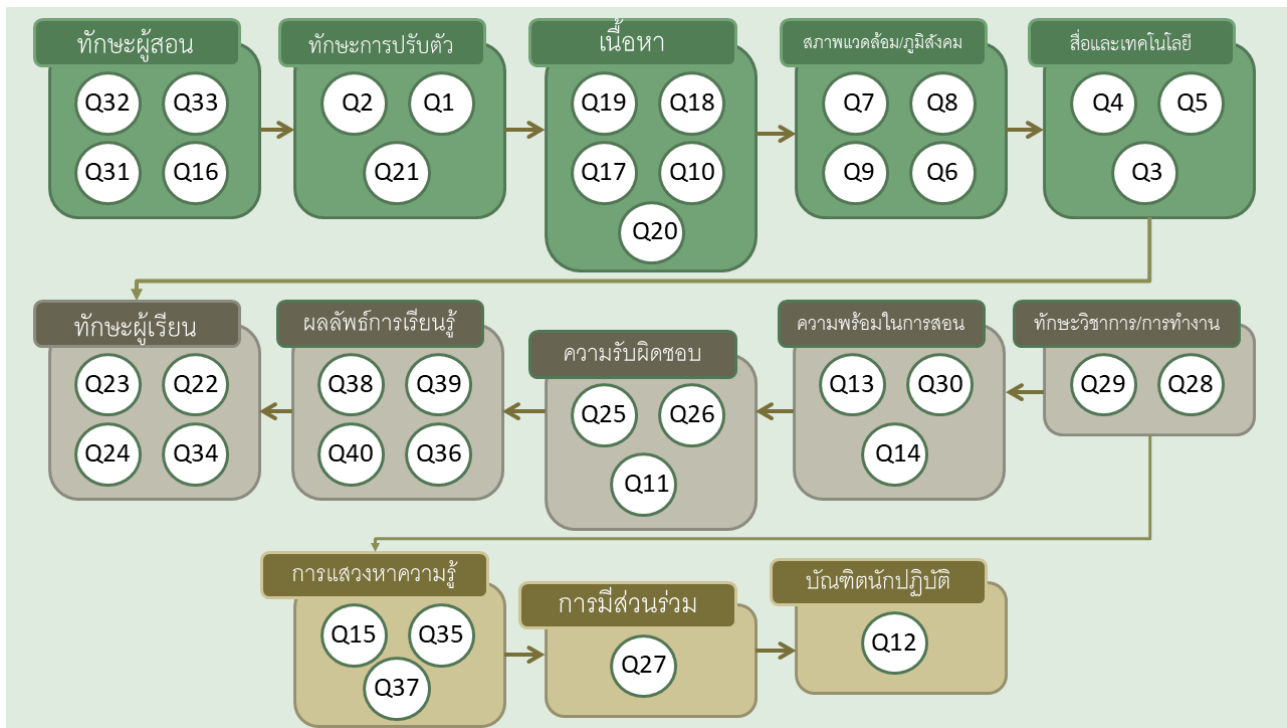 ทักษะผู้สอน
Q32 Q33
Q31 Q16
ทักษะการปรับตัว
Q2 Q1
Q21
เนื้อหา
Q19 Q18
Q17 Q10
Q20
สภาพแวดล้อม/ภูมิสังคม
Q7 Q8
Q9 Q6
สื่อและเทคโนโลยี
Q4 Q5
Q3
ทักษะผู้เรียน
Q23 Q22
Q24 Q34
ผลลัพธ์การเรียนรู้
Q38 Q39
Q40 Q36
ความรับผิดชอบ
Q25 Q26
Q11
ความพร้อมในการสอน
Q13 Q30
Q14
ทักษะวิชาการ/การทำงาน
Q29 Q28
การแสวงหาความรู้
Q15 Q35
Q37
การมีส่วนร่วม
Q27
บัณฑิตนักปฏิบัติ
Q12